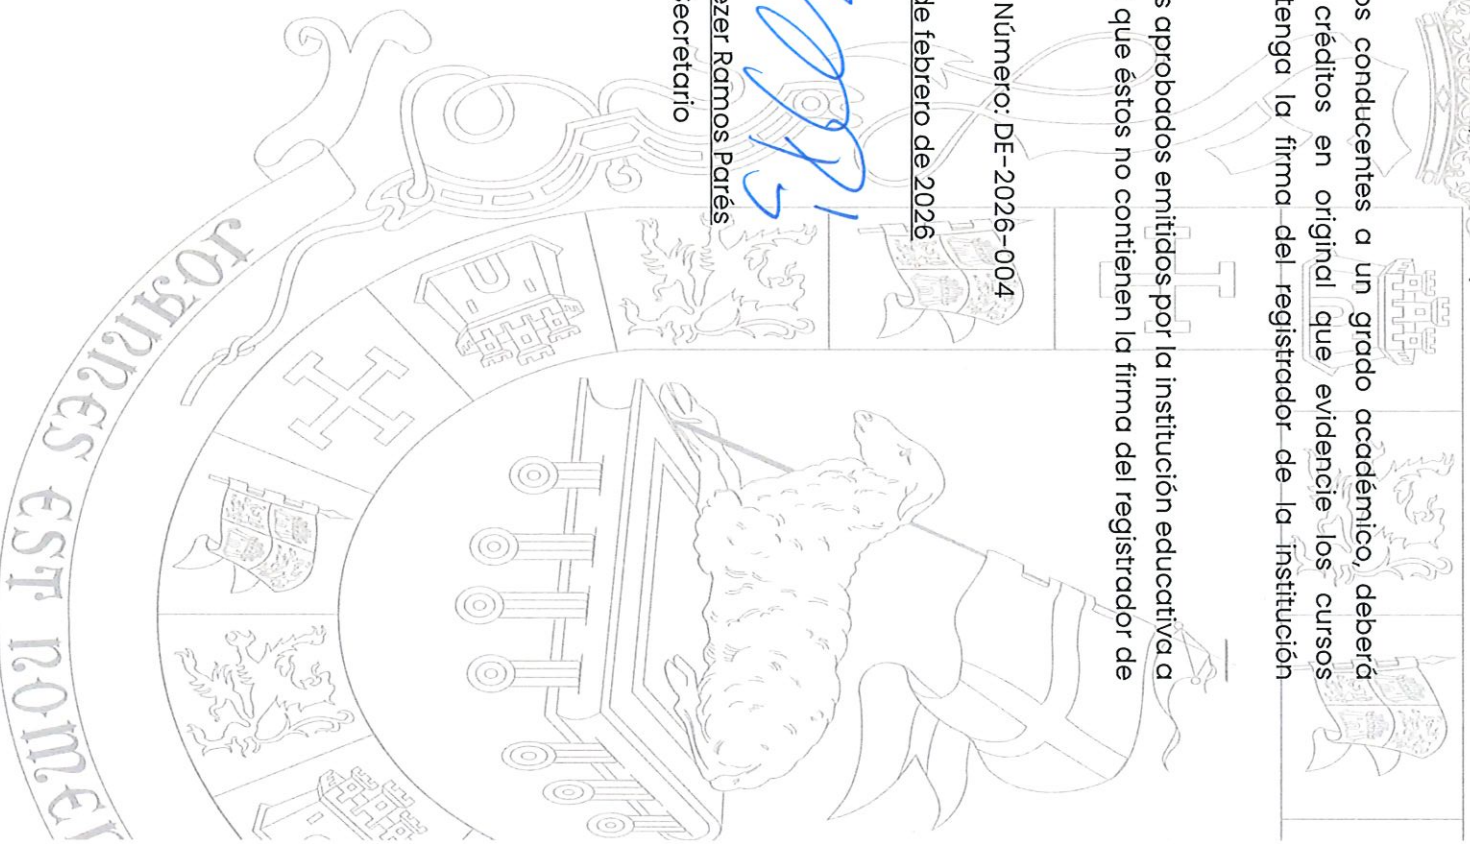 os conducentes a un grado académico, deberá
créditos en original que evidencie los cursos
tenga la firma del registrador de la institución
s aprobados emitidos por la institución educativa a
que éstos no contienen la firma del registrador de
Número: DE-2026-004
de febrero de 2026
ezer Ramos Parés
Secretario
JOANNES EST NOMEN